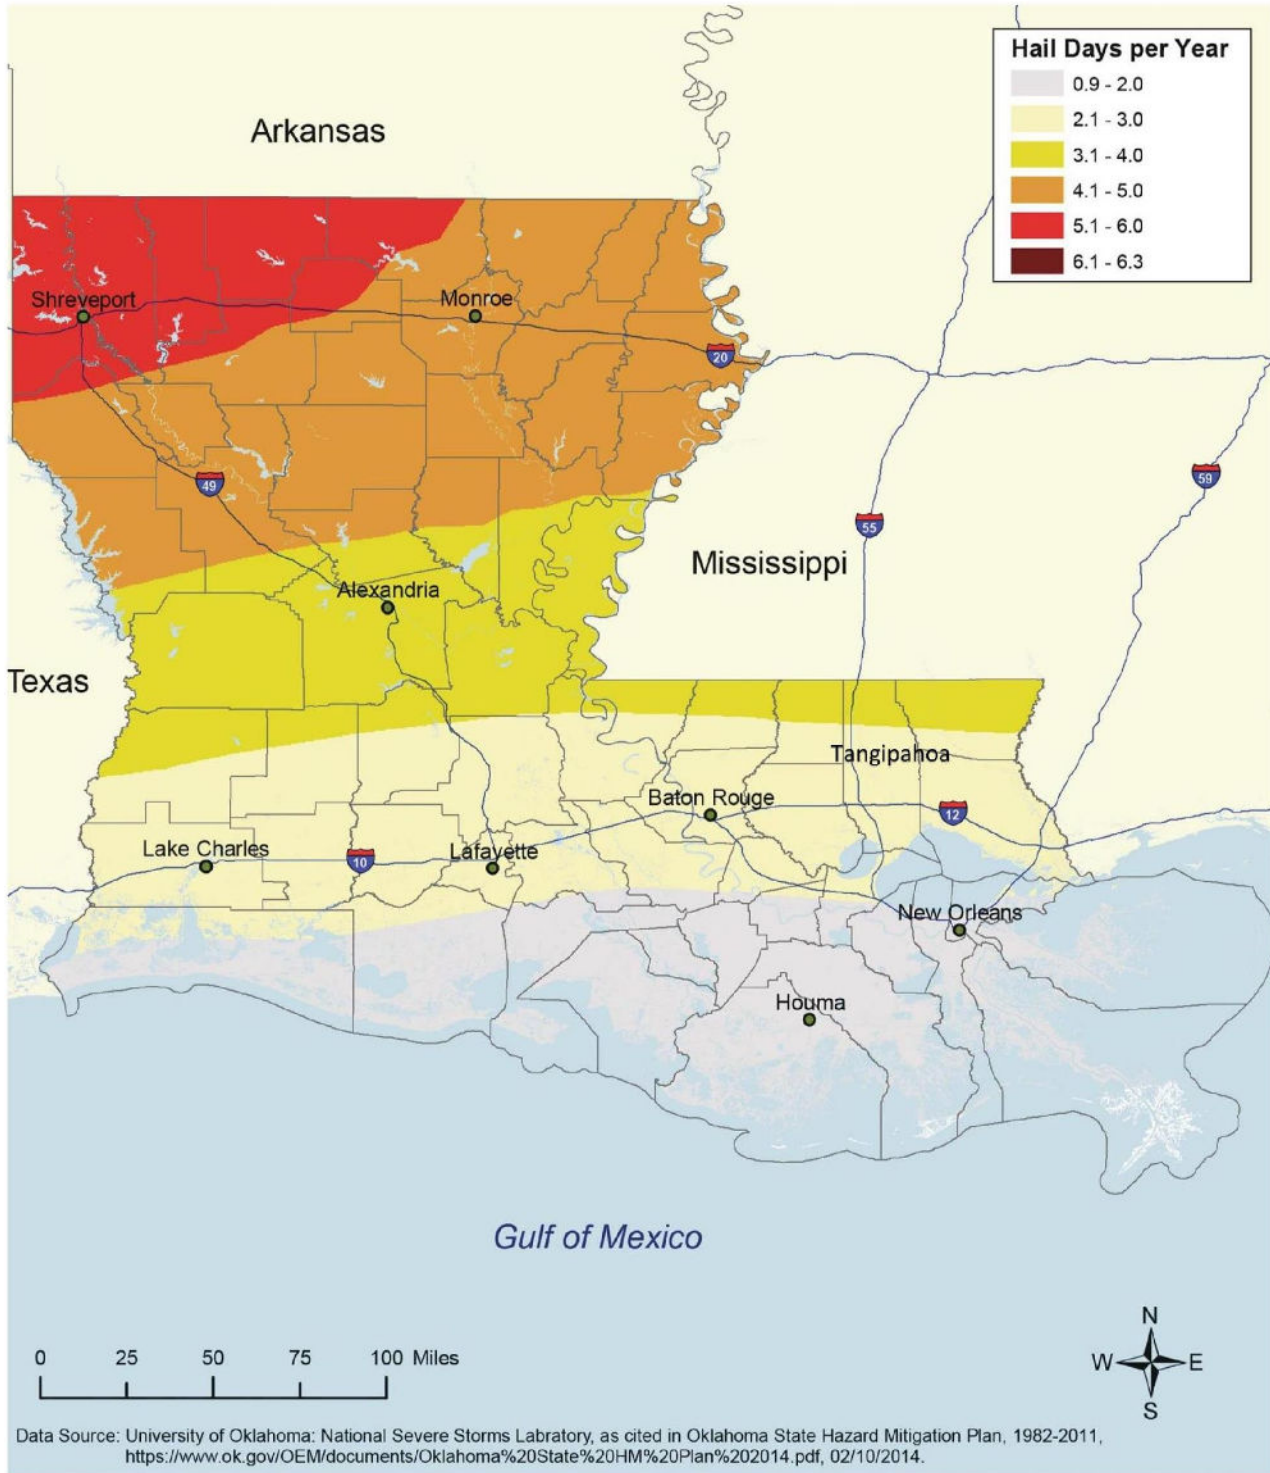 Hail Days per Year
0.9 - 2.0
2.1 - 3.0
3.1 - 4.0
4.1 - 5.0
5.1 - 6.0
6.1 - 6.3
Arkansas
Shreveport
Monroe
20
49
59
55
Mississippi
Alexandria
Texas
Tangipahoa
Baton Rouge
12
Lake Charles
10
Lafayette
New Orleans
Houma
Gulf of Mexico
N
W E
S
0 25 50 75 100 Miles
Data Source: University of Oklahoma: National Severe Storms Labratory, as cited in Oklahoma State Hazard Mitigation Plan, 1982-2011,
https://www.ok.gov/OEM/documents/Oklahoma%20State%20HM%20Plan%202014.pdf, 02/10/2014.